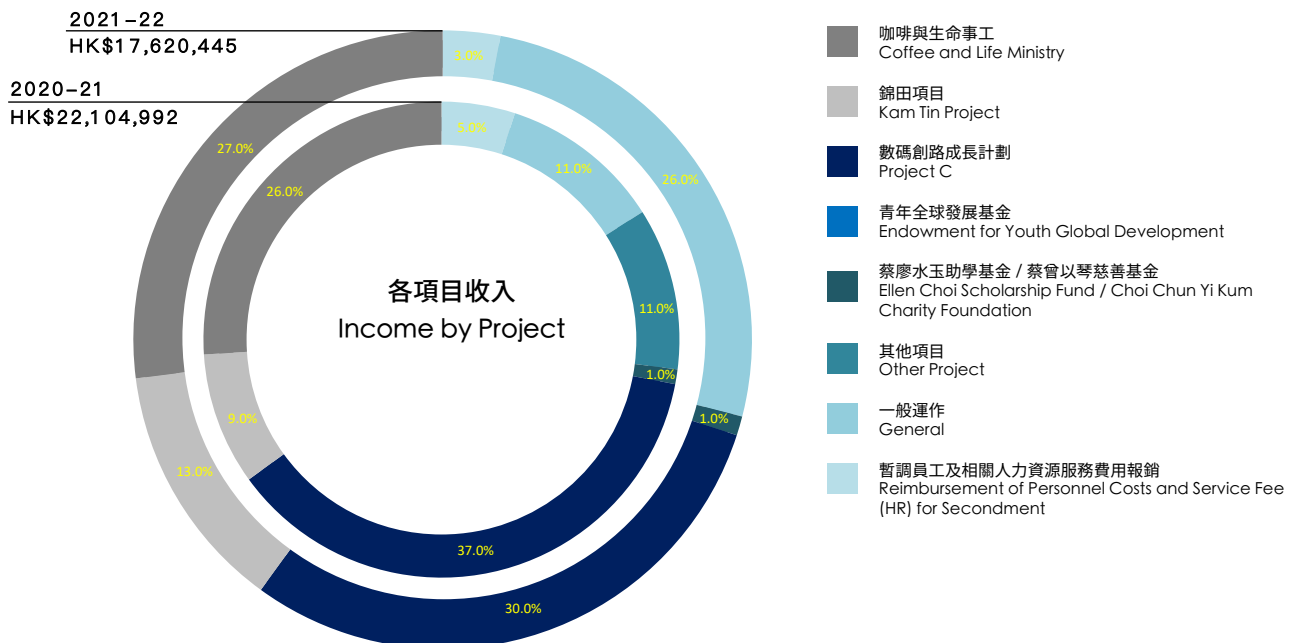 2021-22
HK$17,620,445
2020-21
HK$22,104,992
3.0%
26.0%
1.0%
30.0%
13.0%
27.0%
5.0%
11.0%
11.0%
1.0%
37.0%
9.0%
26.0%
各項目收入
Income by Project
咖啡與生命事工
Coffee and Life Ministry
錦田項目
Kam Tin Project
數碼創路成長計劃
Project C
青年全球發展基金
Endowment for Youth Global Development
蔡廖水玉助學基金 / 蔡曾以琴慈善基金
Ellen Choi Scholarship Fund / Choi Chun Yi Kum
Charity Foundation
其他項目
Other Project
一般運作
General
暫調員工及相關人力資源服務費用報銷
Reimbursement of Personnel Costs and Service Fee
(HR) for Secondment